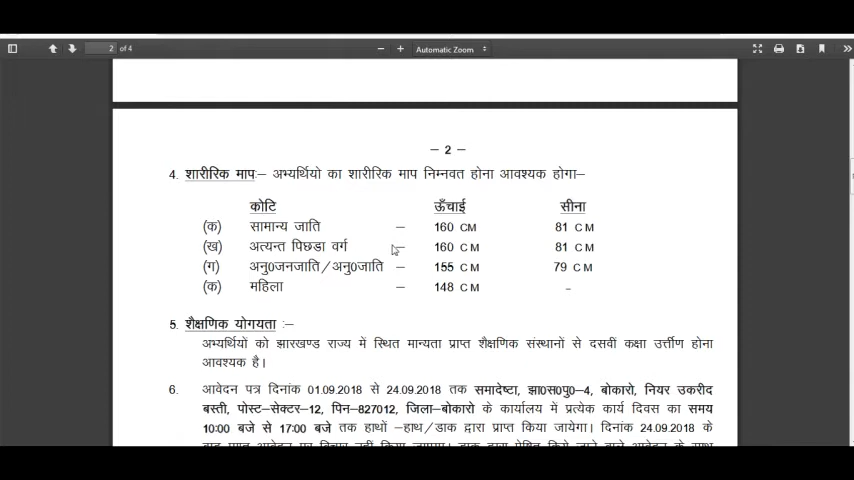 2 of 4 Automatic Zoom
– 2 –
4. शारीरिक मापः– अभ्यर्थियो का शारीरिक माप निम्नवत होना आवश्यक होगा–
कोटि ऊँचाई सीना
(क) सामान्य जाति – 160 CM 81 CM
(ख) अत्यन्त पिछडा वर्ग – 160 CM 81 CM
(ग) अनु0जनजाति/अनु0जाति – 155 CM 79 CM
(क) महिला – 148 CM –
5. शैक्षणिक योगयता :–
अभ्यर्थियों को झारखण्ड राज्य में स्थित मान्यता प्राप्त शैक्षणिक संस्थानों से दसवीं कक्षा उर्त्तीण होना
आवश्यक है।
6. आवेदन पत्र दिनांक 01.09.2018 से 24.09.2018 तक समादेष्टा, झा0स0पु0–4, बोकारो, नियर उकरीद
बस्ती, पोस्ट–सेक्टर–12, पिन–827012, जिला–बोकारो के कार्यालय में प्रत्येक कार्य दिवस का समय
10:00 बजे से 17:00 बजे तक हाथों –हाथ/डाक द्वारा प्राप्त किया जायेगा। दिनांक 24.09.2018 के